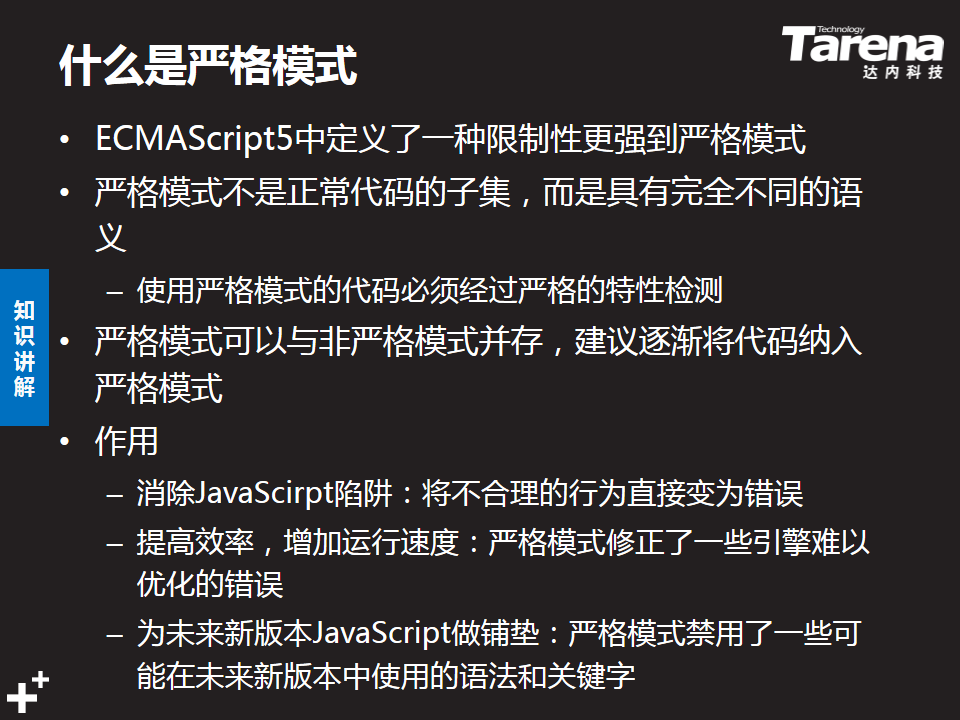 什么是严格模式
Technology
Tarena
达内科技
• ECMAScript5中定义了一种限制性更强到严格模式
• 严格模式不是正常代码的子集，而是具有完全不同的语
义
– 使用严格模式的代码必须经过严格的特性检测
• 严格模式可以与非严格模式并存，建议逐渐将代码纳入
严格模式
• 作用
– 消除JavaScirpt陷阱：将不合理的行为直接变为错误
– 提高效率，增加运行速度：严格模式修正了一些引擎难以
优化的错误
– 为未来新版本JavaScript做铺垫：严格模式禁用了一些可
能在未来新版本中使用的语法和关键字
知识讲解